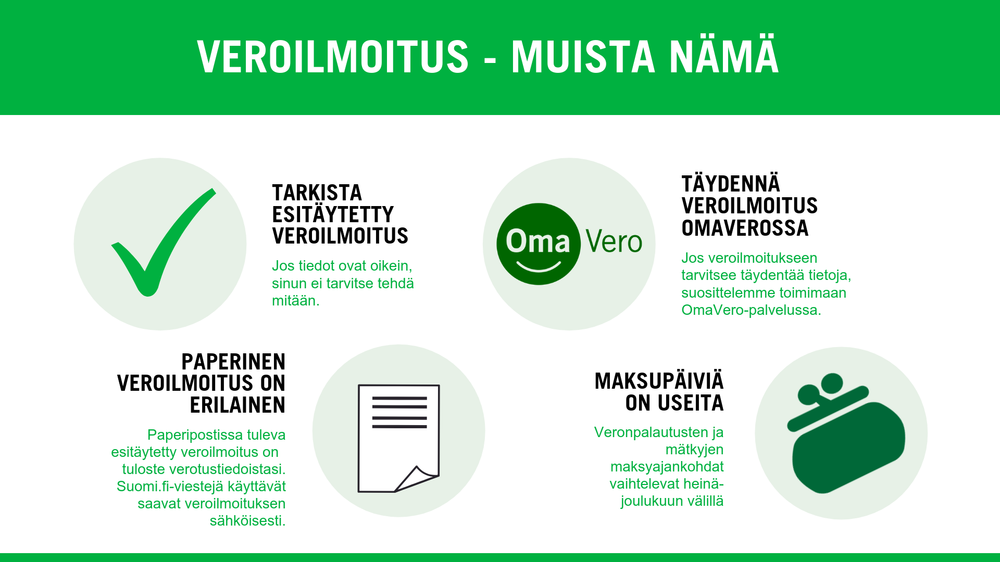 VEROILMOITUS - MUISTA NÄMÄ
TARKISTA
ESITÄYTETTY
VEROILMOITUS
Jos tiedot ovat oikein,
sinun ei tarvitse tehdä
mitään.
Oma Vero
TÄYDENNÄ
VEROILMOITUS
OMAVEROSSA
Jos veroilmoitukseen
tarvitsee täydentää tietoja,
suosittelemme toimimaan
OmaVero-palvelussa.
PAPERINEN
VEROILMOITUS ON
ERILAINEN
Paperipostissa tuleva
esitäytetty veroilmoitus on
tuloste verotustiedoistasi.
Suomi.fi-viestejä käyttävät
saavat veroilmoituksen
sähköisesti.
MAKSUPÄIVIÄ
ON USEITA
Veronpalautusten ja
mätkyjen
maksyajankohdat
vaihtelevat heinä-
joulukuun välillä